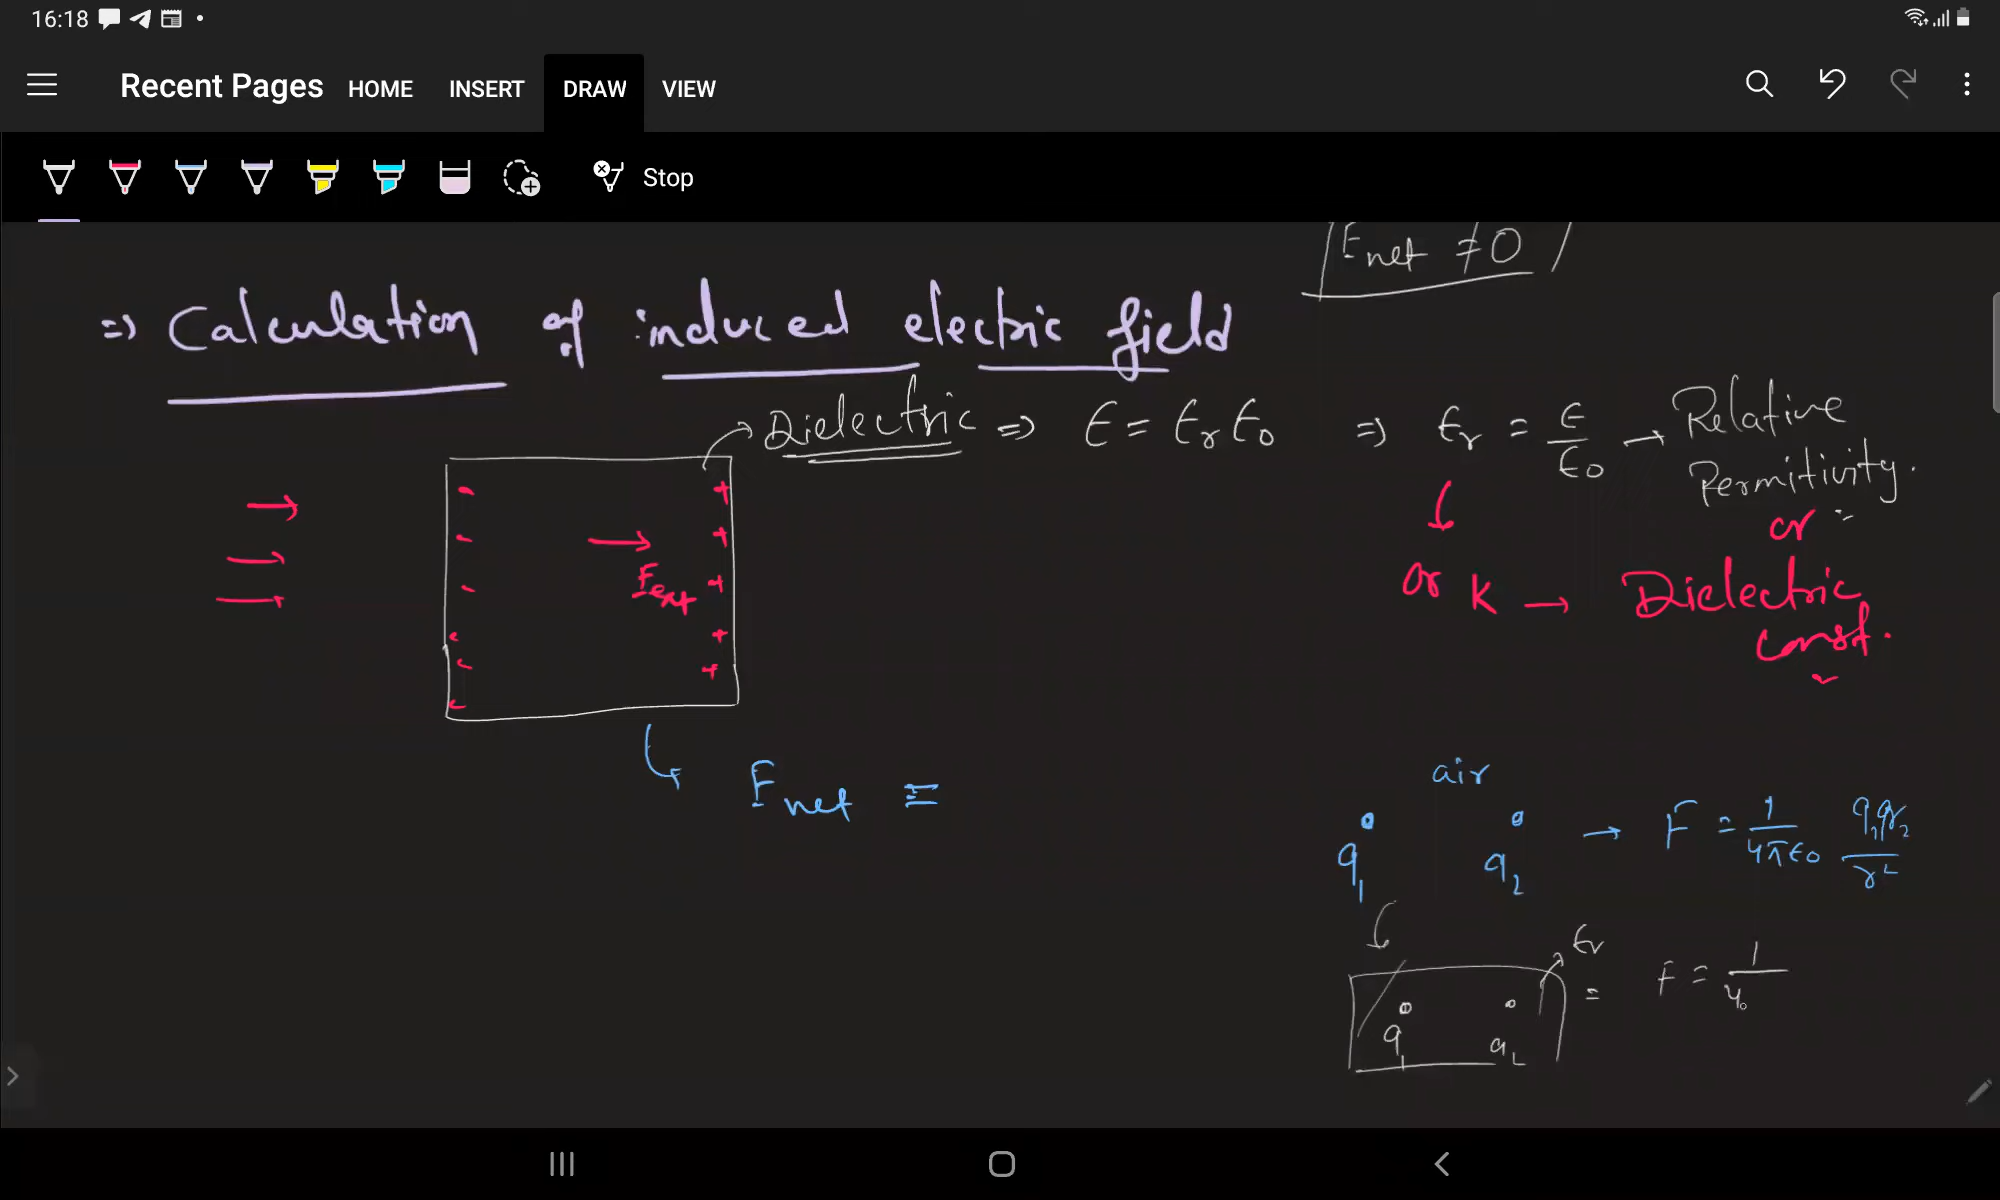 16:18
Recent Pages HOME INSERT DRAW VIEW
Stop
Enet ≠ 0
=> Calculation of induced electric field
Dielectric => ϵ = ϵr ϵ0 => ϵr = ϵ/ϵ0 → Relative
Permitivity.
or
or K → Dielectric
const.
- - - - - -
+ + + + +
Eext
Enet =
air
q1 q2 → F = 1/4πϵ0 q1q2/r²
ϵr
q1 q2 = F = 1/4